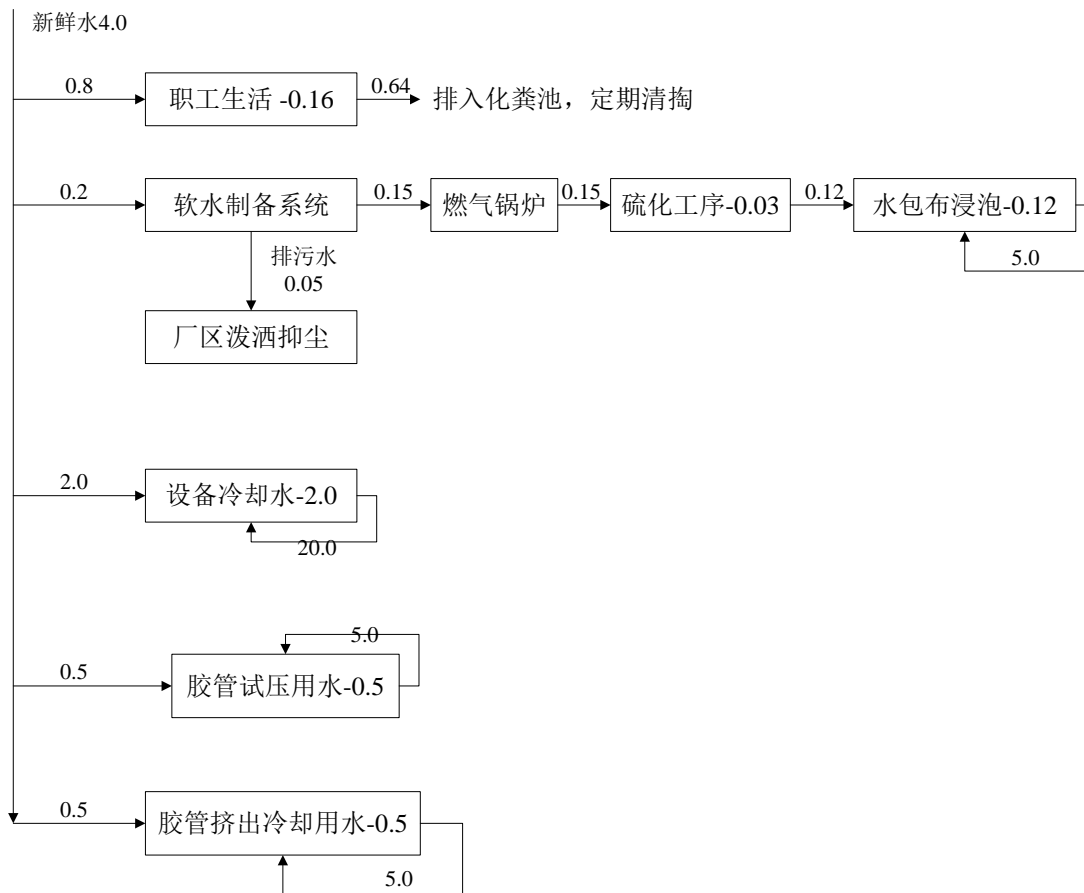 新鲜水4.0
0.8
职工生活 -0.16
0.64
排入化粪池，定期清掏
0.2
软水制备系统
0.15
燃气锅炉
0.15
硫化工序-0.03
0.12
水包布浸泡-0.12
5.0
排污水
0.05
厂区泼洒抑尘
2.0
设备冷却水-2.0
20.0
5.0
0.5
胶管试压用水-0.5
0.5
胶管挤出冷却用水-0.5
5.0